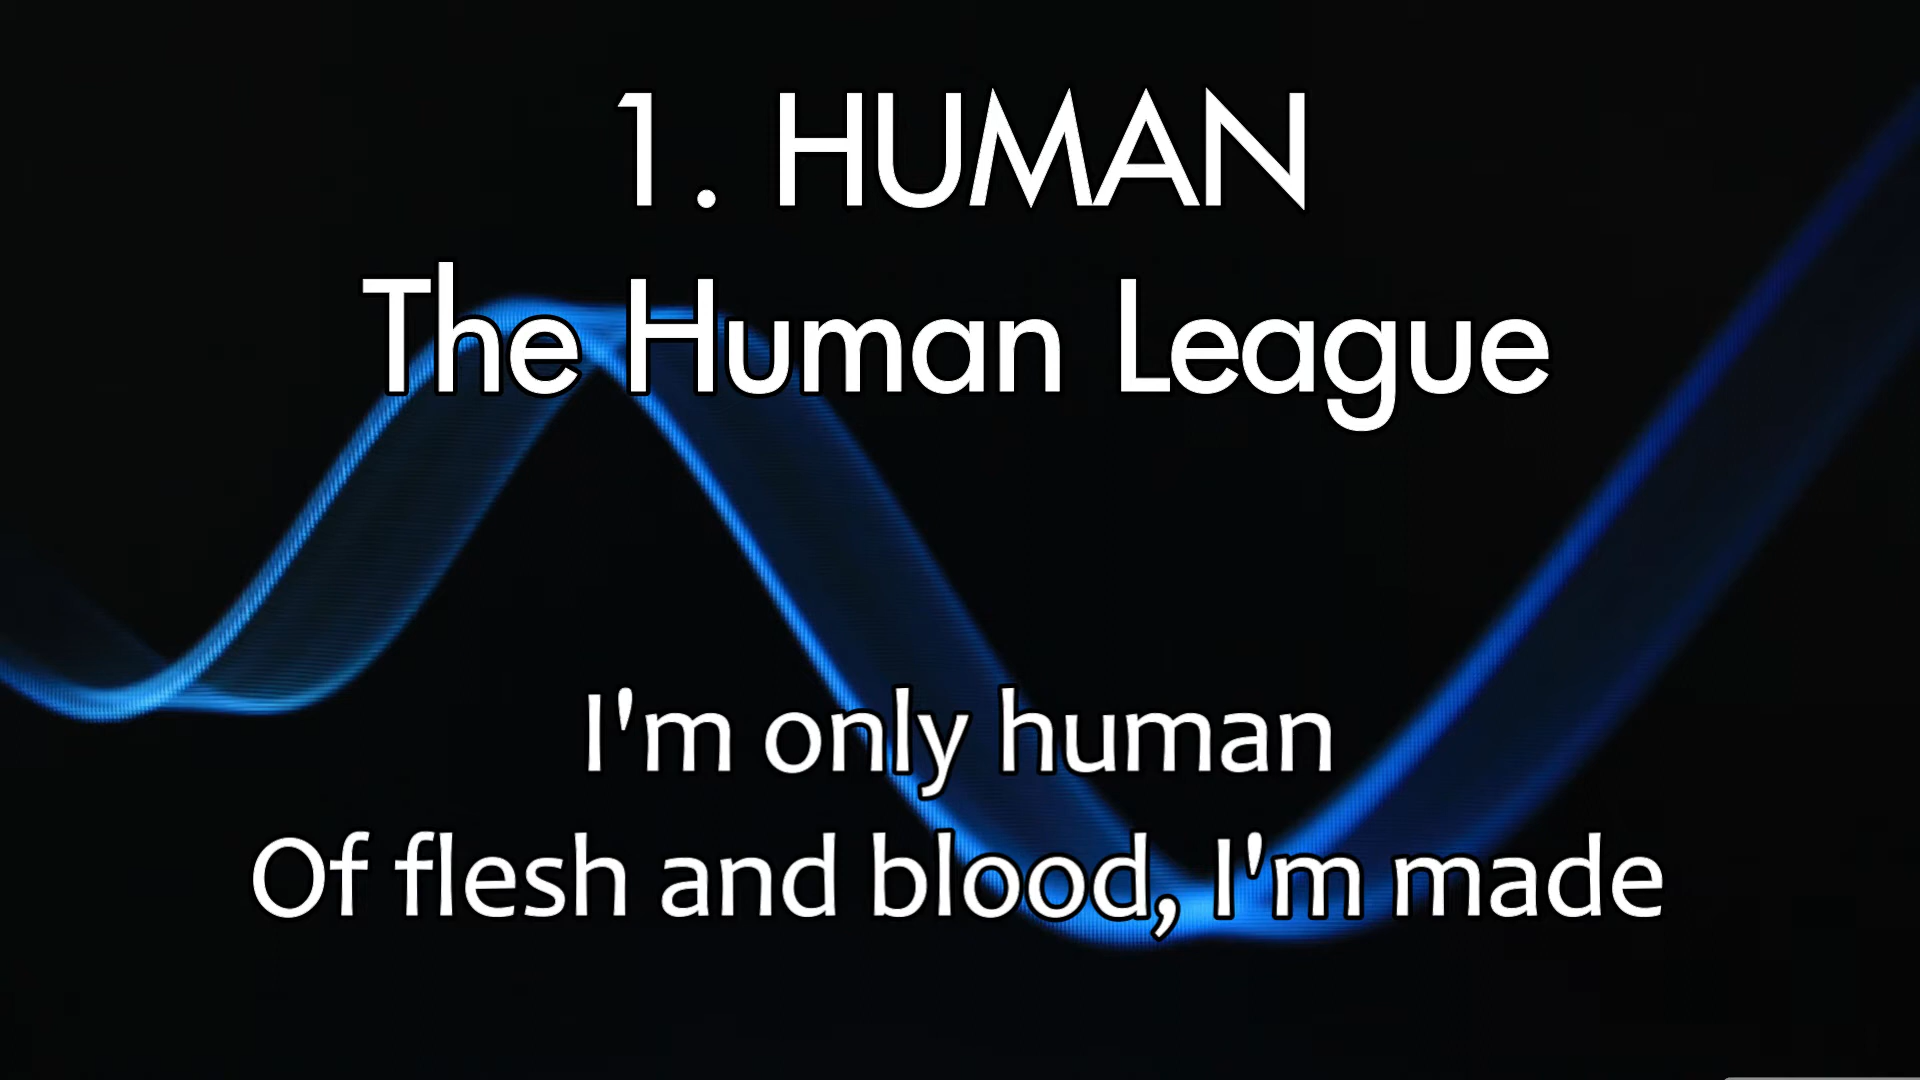 1. HUMAN
The Human League
I'm only human
Of flesh and blood, I'm made